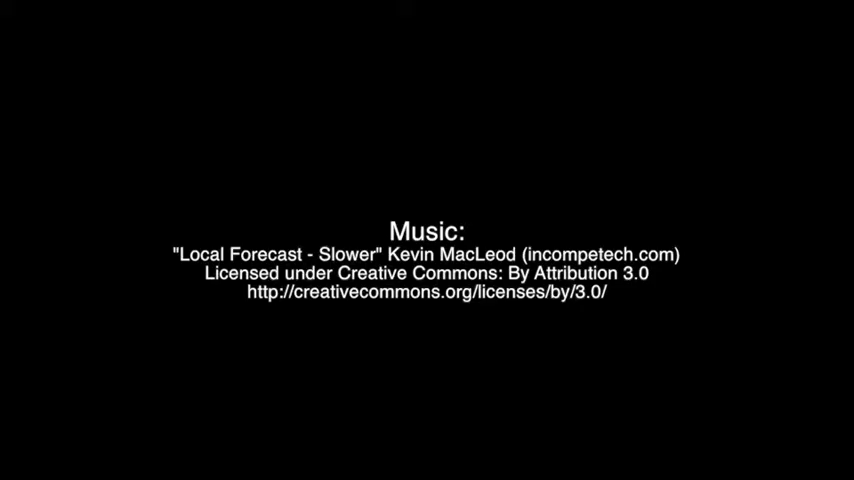 Music:
"Local Forecast - Slower" Kevin MacLeod (incompetech.com)
Licensed under Creative Commons: By Attribution 3.0
http://creativecommons.org/licenses/by/3.0/